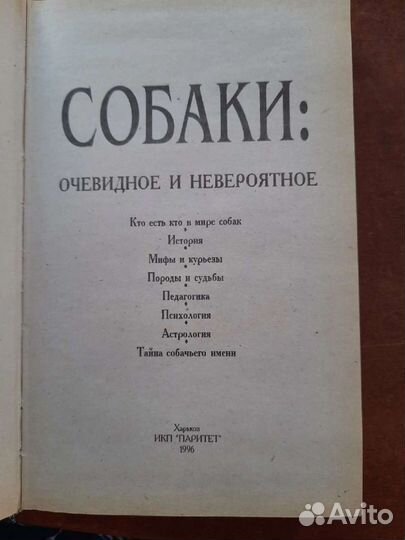 СОБАКИ:
ОЧЕВИДНОЕ И НЕВЕРОЯТНОЕ
Кто есть кто в мире собак
История
Мифы и курьезы
Породы и судьбы
Педагогика
Психология
Астрология
Тайна собачьего имени
Харьков
ИКП "ПАРИТЕТ"
1996
Avito